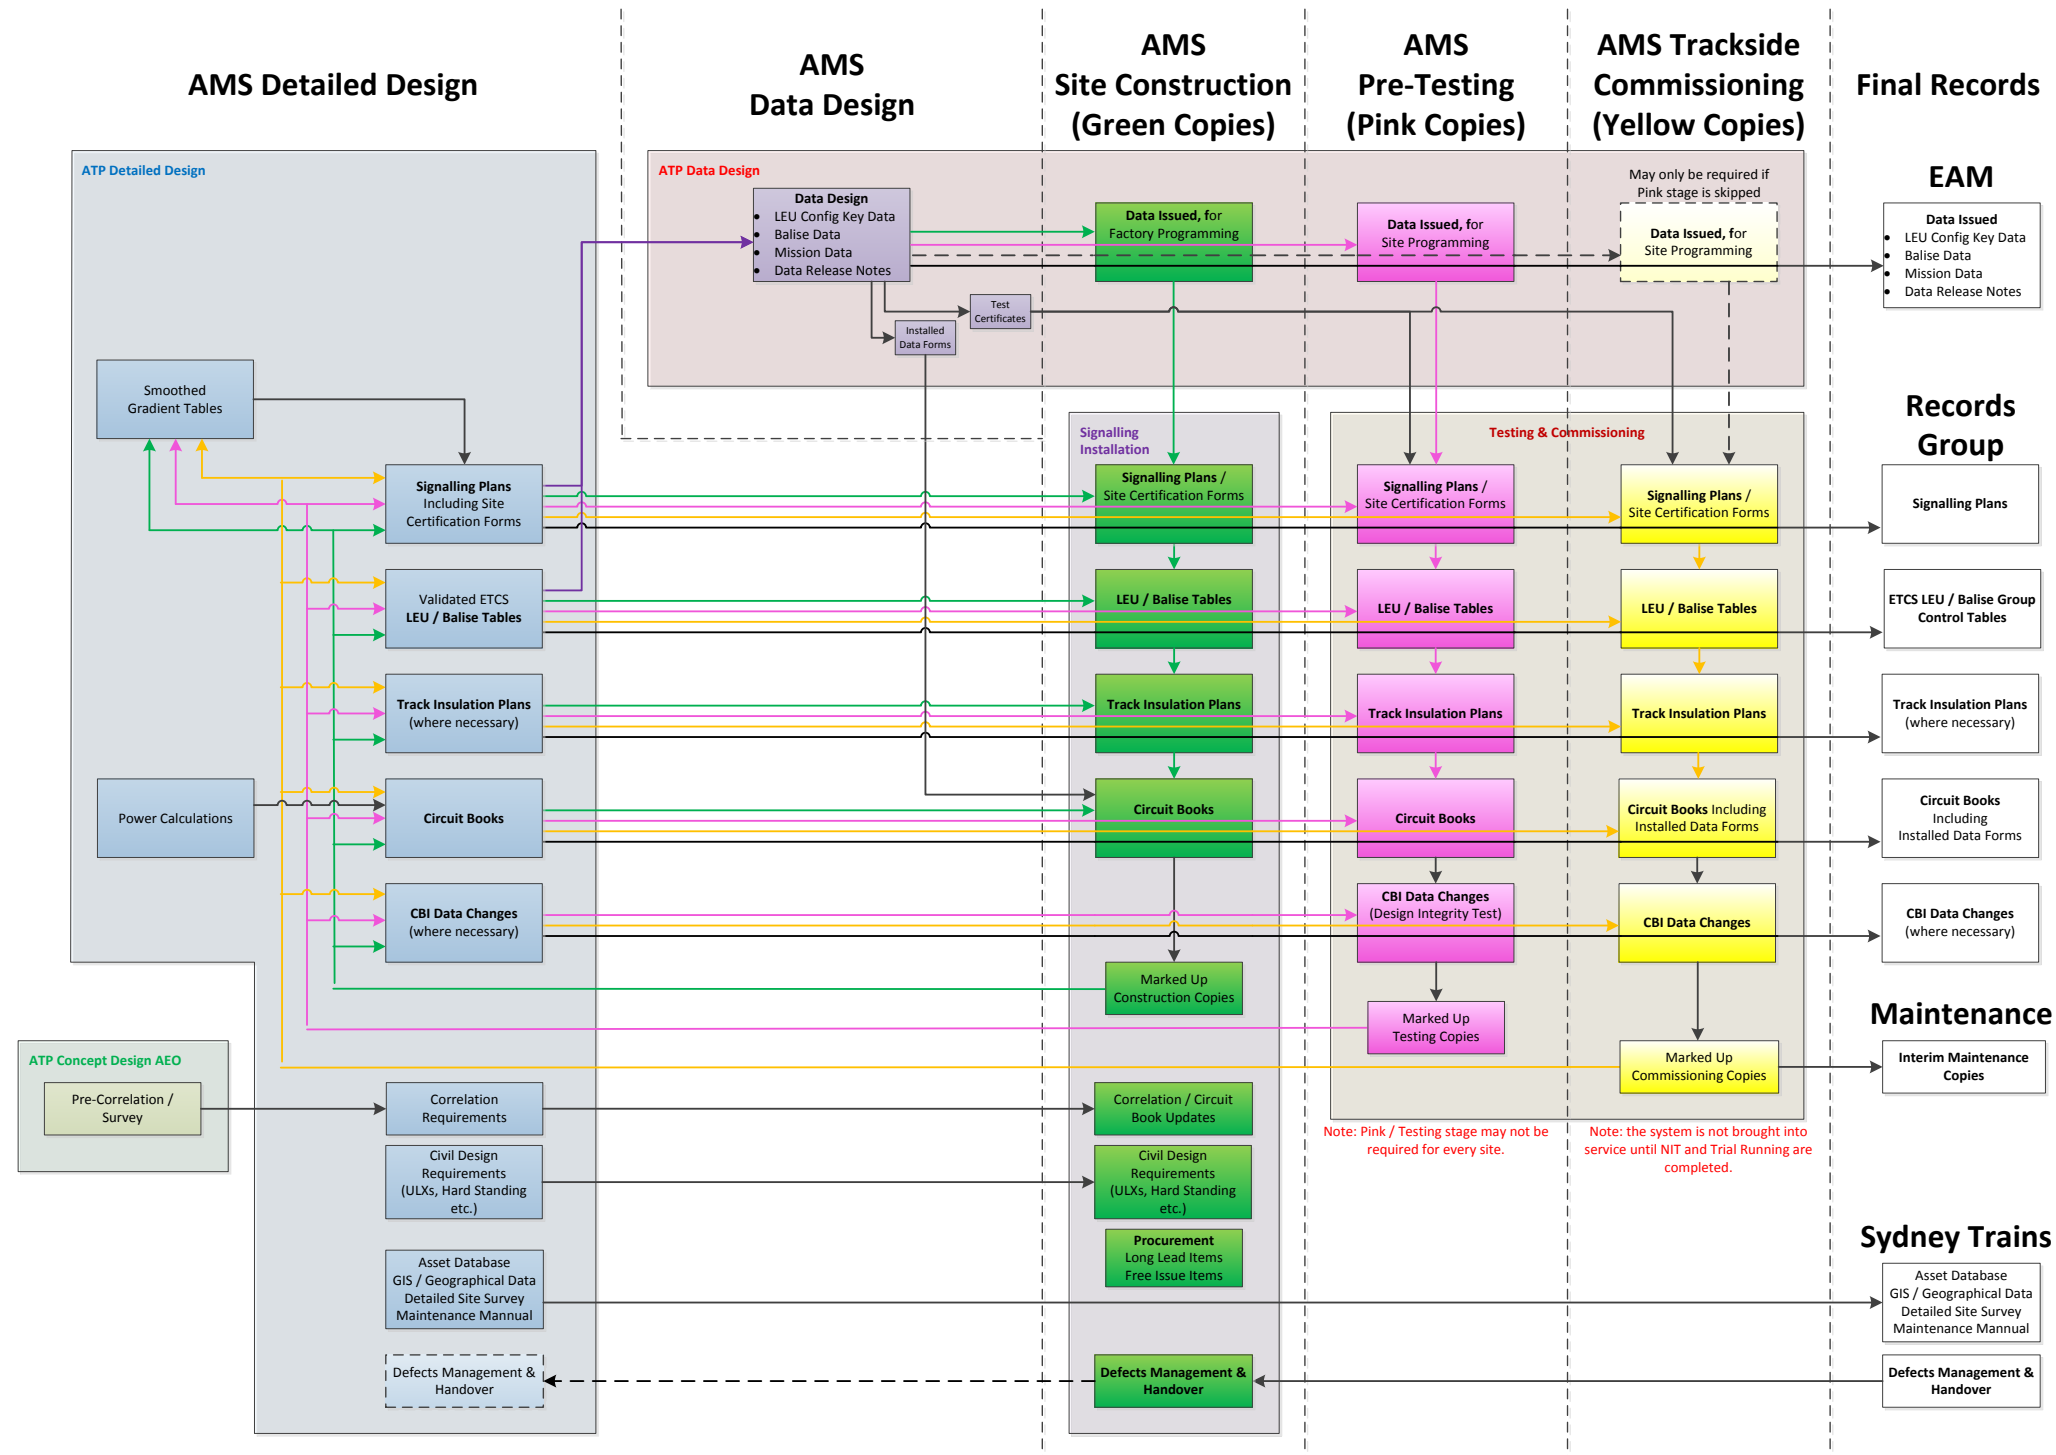 AMS Detailed Design
AMS
Data Design
AMS
Site Construction
(Green Copies)
AMS
Pre-Testing
(Pink Copies)
AMS Trackside
Commissioning
(Yellow Copies)
Final Records
ATP Detailed Design
Smoothed
Gradient Tables
Signalling Plans
Including Site
Certification Forms
Validated ETCS
LEU / Balise Tables
Track Insulation Plans
(where necessary)
Power Calculations
Circuit Books
CBI Data Changes
(where necessary)
ATP Concept Design AEO
Pre-Correlation /
Survey
Correlation
Requirements
Civil Design
Requirements
(ULXs, Hard Standing
etc.)
Asset Database
GIS / Geographical Data
Detailed Site Survey
Maintenance Mannual
Defects Management &
Handover
ATP Data Design
Data Design
• LEU Config Key Data
• Balise Data
• Mission Data
• Data Release Notes
Test
Certificates
Installed
Data Forms
Data Issued, for
Factory Programming
Data Issued, for
Site Programming
May only be required if
Pink stage is skipped
Data Issued, for
Site Programming
Signalling
Installation
Signalling Plans /
Site Certification Forms
LEU / Balise Tables
Track Insulation Plans
Circuit Books
Marked Up
Construction Copies
Correlation / Circuit
Book Updates
Civil Design
Requirements
(ULXs, Hard Standing
etc.)
Procurement
Long Lead Items
Free Issue Items
Defects Management &
Handover
Testing & Commissioning
Signalling Plans /
Site Certification Forms
LEU / Balise Tables
Track Insulation Plans
Circuit Books
CBI Data Changes
(Design Integrity Test)
Marked Up
Testing Copies
Note: Pink / Testing stage may not be
required for every site.
Signalling Plans /
Site Certification Forms
LEU / Balise Tables
Track Insulation Plans
Circuit Books Including
Installed Data Forms
CBI Data Changes
Marked Up
Commissioning Copies
Note: the system is not brought into
service until NIT and Trial Running are
completed.
EAM
Data Issued
• LEU Config Key Data
• Balise Data
• Mission Data
• Data Release Notes
Records
Group
Signalling Plans
ETCS LEU / Balise Group
Control Tables
Track Insulation Plans
(where necessary)
Circuit Books
Including
Installed Data Forms
CBI Data Changes
(where necessary)
Maintenance
Interim Maintenance
Copies
Sydney Trains
Asset Database
GIS / Geographical Data
Detailed Site Survey
Maintenance Mannual
Defects Management &
Handover